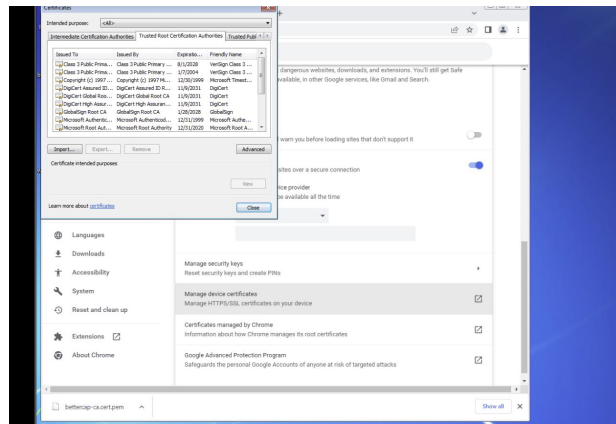 Certificates
Intended purposes: <All>
Intermediate Certification Authorities Trusted Root Certification Authorities Trusted Publ
Issued To Issued By Expiratio... Friendly Name
Class 3 Public Prima... Class 3 Public Primary ... 8/1/2028 VeriSign Class 3 ...
Class 3 Public Prima... Class 3 Public Primary ... 1/7/2004 VeriSign Class 3 ...
Copyright (c) 1997 ... Copyright (c) 1997 M... 12/30/1999 Microsoft Timest...
DigiCert Assured ID... DigiCert Assured ID R... 11/9/2031 DigiCert
DigiCert Global Roo... DigiCert Global Root CA 11/9/2031 DigiCert
DigiCert High Assur... DigiCert High Assuran... 11/9/2031 DigiCert
GlobalSign Root CA GlobalSign Root CA 1/28/2028 GlobalSign
Microsoft Authentic... Microsoft Authenticod... 12/31/1999 Microsoft Authe...
Microsoft Root Aut... Microsoft Root Authority 12/31/2020 Microsoft Root A...
Import... Export... Remove Advanced
Certificate intended purposes
View
Learn more about certificates
Close
dangerous websites, downloads, and extensions. You'll still get Safe
available, in other Google services, like Gmail and Search.
warn you before loading sites that don't support it
sites over a secure connection
ice provider
be available all the time
Languages
Downloads
Accessibility
System
Reset and clean up
Extensions
About Chrome
Manage security keys
Reset security keys and create PINs
Manage device certificates
Manage HTTPS/SSL certificates on your device
Certificates managed by Chrome
Information about how Chrome manages its root certificates
Google Advanced Protection Program
Safeguards the personal Google Accounts of anyone at risk of targeted attacks
bettercap-ca.cert.pem
Show all